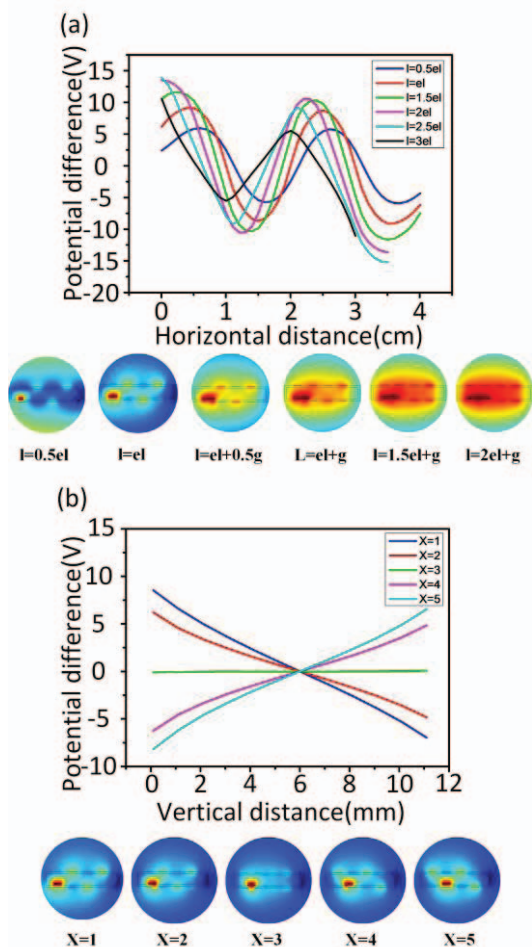 (a)
Potential difference(V)
15
10
5
0
-5
-10
-15
-20
l=0.5el
l=el
l=1.5el
l=2el
l=2.5el
l=3el
0 1 2 3 4
Horizontal distance(cm)
l=0.5el l=el l=el+0.5g L=el+g l=1.5el+g l=2el+g
(b)
Potential difference(V)
15
10
5
0
-5
-10
X=1
X=2
X=3
X=4
X=5
0 2 4 6 8 10 12
Vertical distance(mm)
X=1 X=2 X=3 X=4 X=5